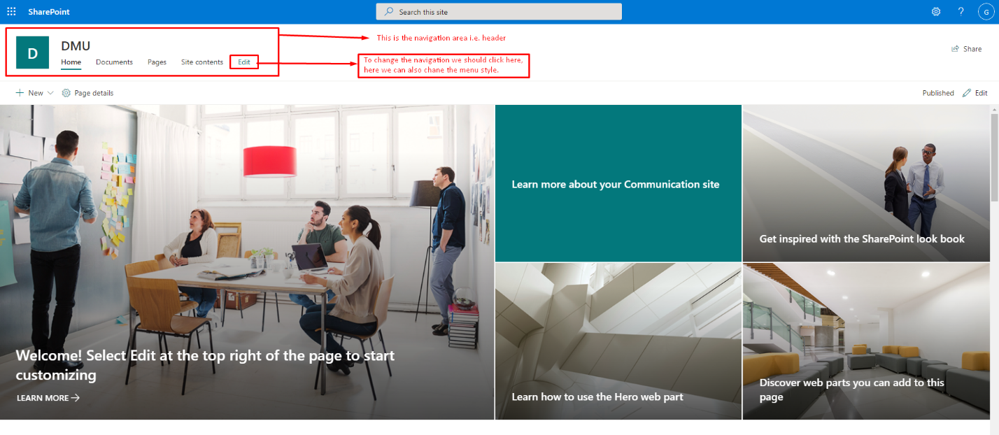 SharePoint
Search this site
?
G
This is the navigation area i.e. header
D
DMU
Share
Home Documents Pages Site contents Edit
To change the navigation we should click here,
here we can also chane the menu style.
New Page details Published Edit
Learn more about your Communication site
Get inspired with the SharePoint look book
Welcome! Select Edit at the top right of the page to start
customizing
LEARN MORE
Learn how to use the Hero web part
Discover web parts you can add to this
page